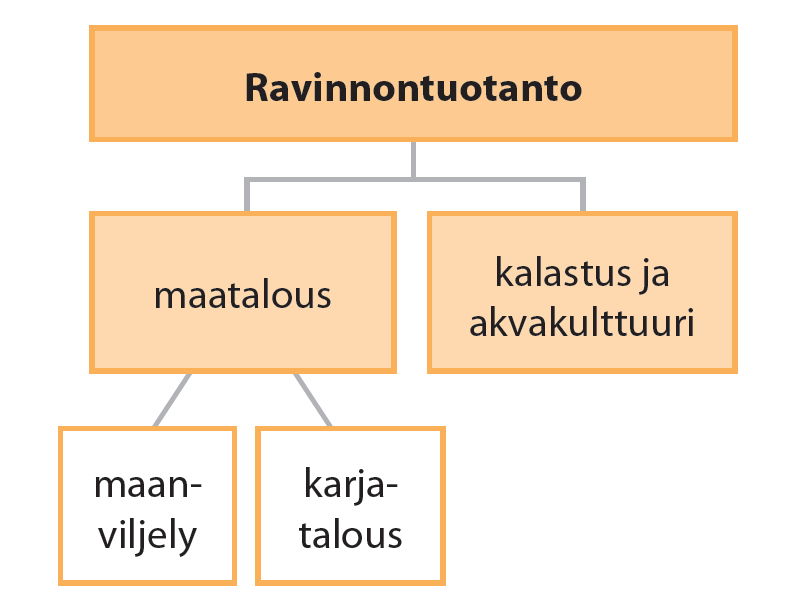 Ravinnontuotanto
maatalous
kalastus ja
akvakulttuuri
maan-
viljely
karja-
talous